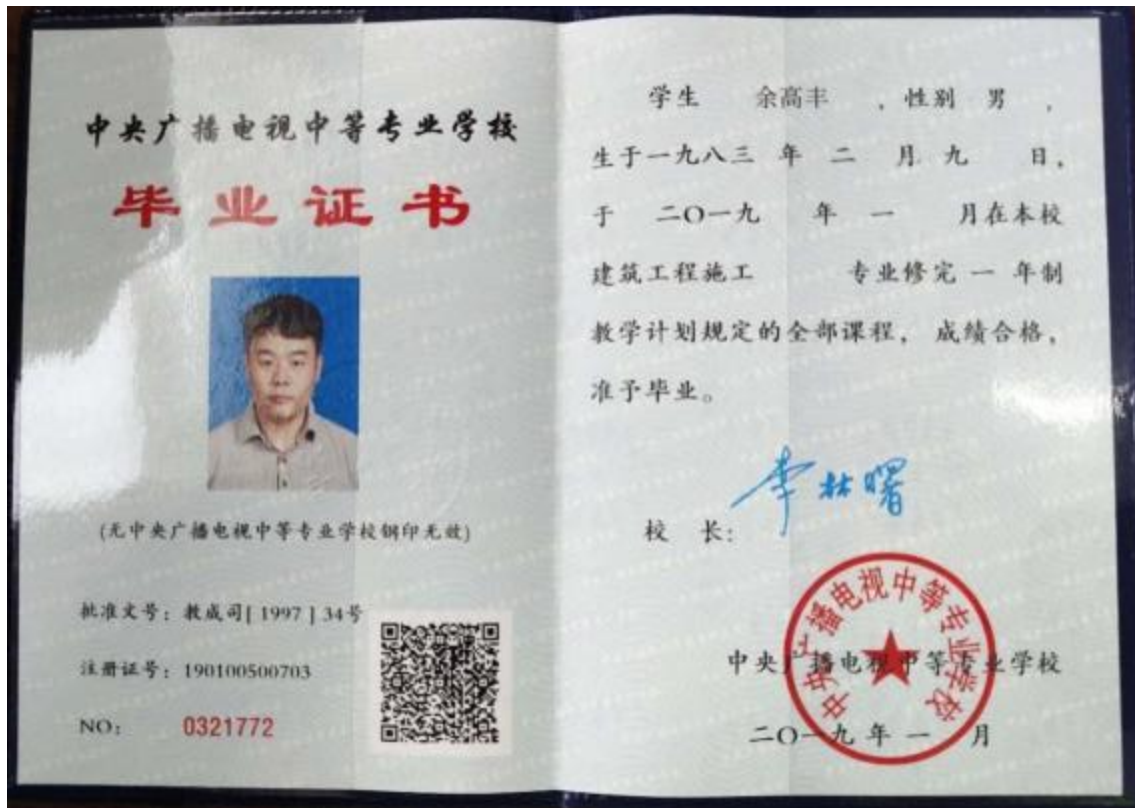 中央广播电视中等专业学校
毕业证书
(无中央广播电视中等专业学校钢印无效)
批准文号：教成司[1997]34号
注册证号：190100500703
NO： 0321772
学生 余高丰 ，性别 男 ，
生于一九八三 年 二 月 九 日，
于 二〇一九 年 一 月在本校
建筑工程施工 专业修完 一 年制
教学计划规定的全部课程， 成绩合格，
准予毕业。
李林曙
校 长：
中央广播电视中等专业学校
中央广播电视中等专业学校
二〇一九 年 一 月